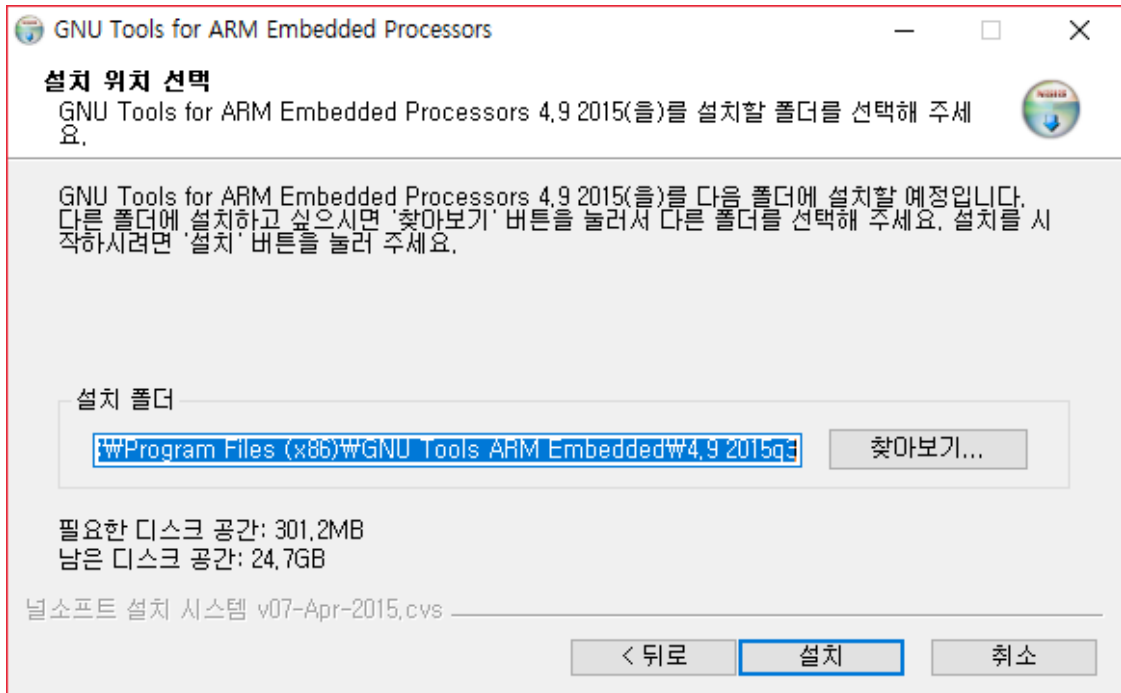 GNU Tools for ARM Embedded Processors
설치 위치 선택
GNU Tools for ARM Embedded Processors 4.9 2015(을)를 설치할 폴더를 선택해 주세
요.
GNU Tools for ARM Embedded Processors 4.9 2015(을)를 다음 폴더에 설치할 예정입니다.
다른 폴더에 설치하고 싶으시면 '찾아보기' 버튼을 눌러서 다른 폴더를 선택해 주세요. 설치를 시
작하시려면 '설치' 버튼을 눌러 주세요.
설치 폴더
:₩Program Files (x86)₩GNU Tools ARM Embedded₩4.9 2015q3
찾아보기...
필요한 디스크 공간: 301.2MB
남은 디스크 공간: 24.7GB
널소프트 설치 시스템 v07-Apr-2015.cvs
< 뒤로
설치
취소